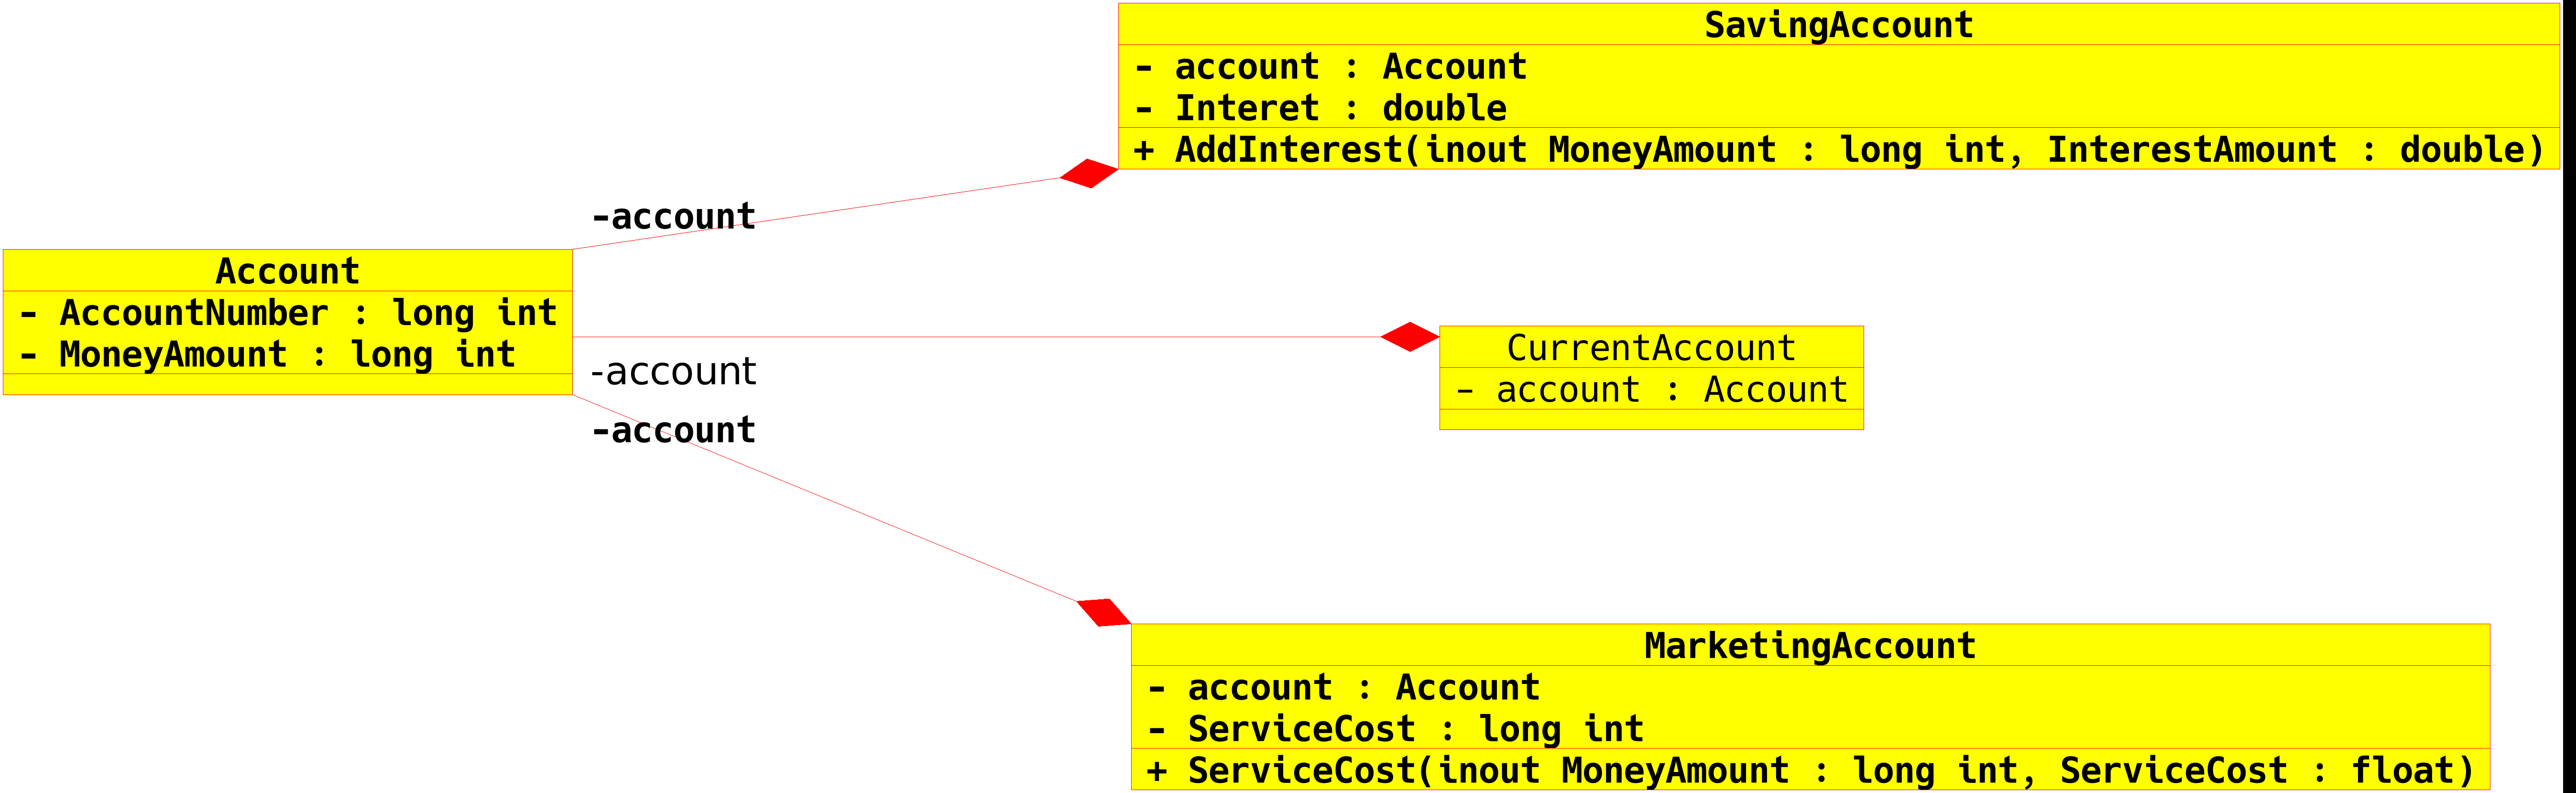 SavingAccount
- account : Account
- Interet : double
+ AddInterest(inout MoneyAmount : long int, InterestAmount : double)
-account
Account
- AccountNumber : long int
- MoneyAmount : long int
-account
CurrentAccount
- account : Account
-account
MarketingAccount
- account : Account
- ServiceCost : long int
+ ServiceCost(inout MoneyAmount : long int, ServiceCost : float)